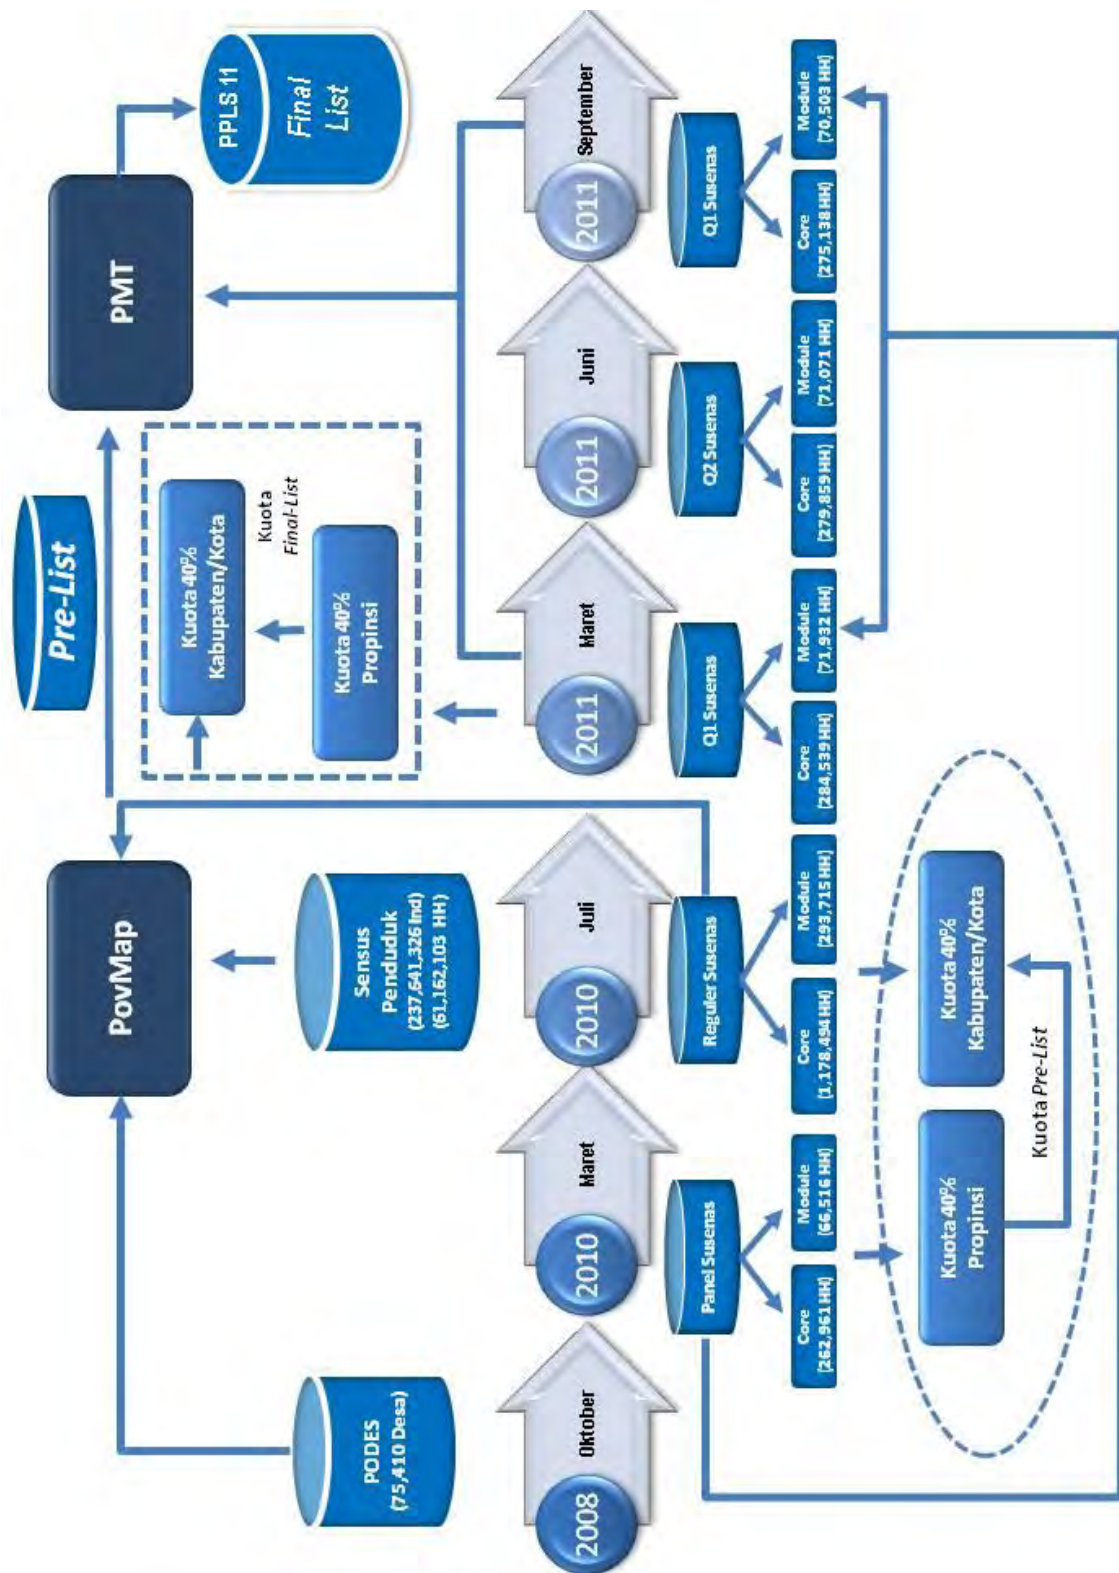 PovMap
Pre-List
PMT
PPLS 11
Final
List
PODES
(75,410 Desa)
Sensus
Penduduk
(237,641,326 Ind)
(61,162,103 HH)
Kuota 40%
Kabupaten/Kota
Kuota
Final-List
Kuota 40%
Propinsi
2008
Oktober
2010
Maret
2010
Juli
2011
Maret
2011
Juni
2011
September
Panel Susenas
Reguler Susenas
Q1 Susenas
Q2 Susenas
Q1 Susenas
Core
(262,961 HH)
Module
(66,516 HH)
Core
(1,178,494 HH)
Module
(293,715 HH)
Core
(284,539 HH)
Module
(71,932 HH)
Core
(279,859 HH)
Module
(71,071 HH)
Core
(275,138 HH)
Module
(70,503 HH)
Kuota 40%
Propinsi
Kuota 40%
Kabupaten/Kota
Kuota Pre-List